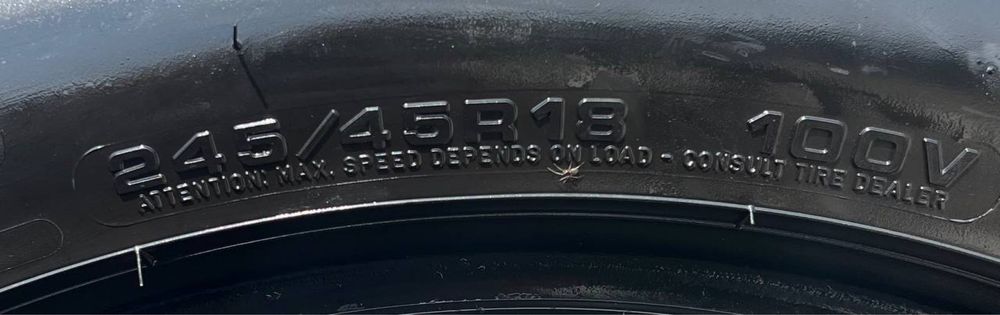 245/45R18 100V
ATTENTION: MAX. SPEED DEPENDS ON LOAD - CONSULT TIRE DEALER